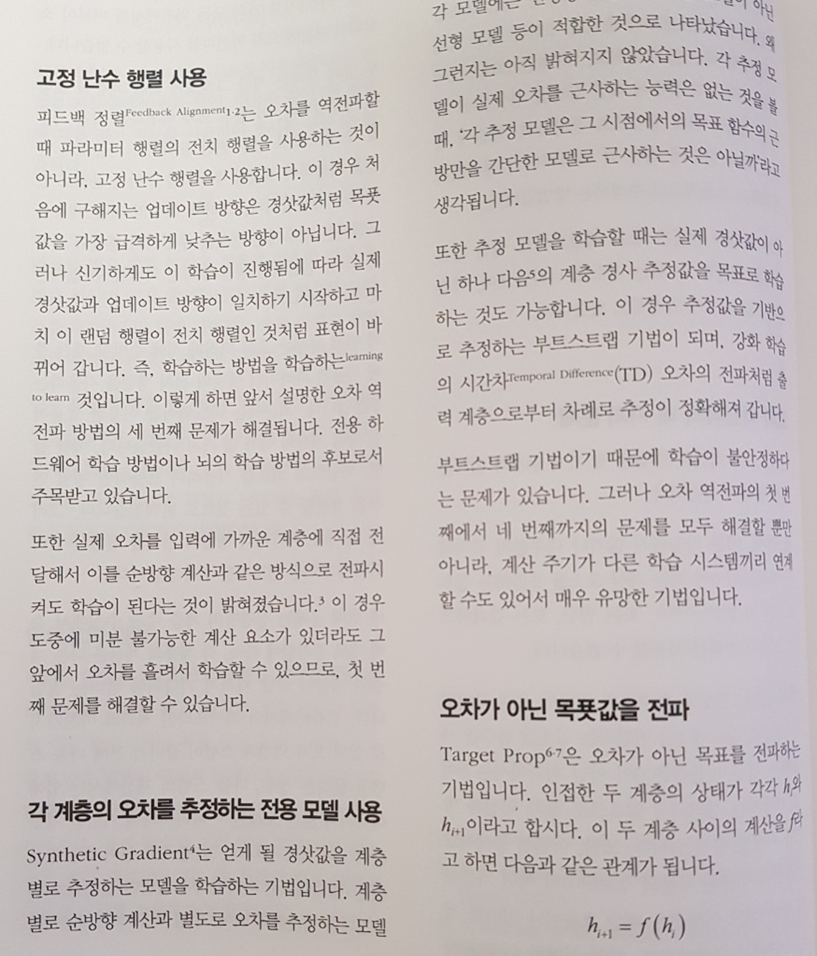 고정 난수 행렬 사용
피드백 정렬Feedback Alignment1·2는 오차를 역전파할
때 파라미터 행렬의 전치 행렬을 사용하는 것이
아니라, 고정 난수 행렬을 사용합니다. 이 경우 처
음에 구해지는 업데이트 방향은 경삿값처럼 목푯
값을 가장 급격하게 낮추는 방향이 아닙니다. 그
러나 신기하게도 이 학습이 진행됨에 따라 실제
경삿값과 업데이트 방향이 일치하기 시작하고 마
치 이 랜덤 행렬이 전치 행렬인 것처럼 표현이 바
뀌어 갑니다. 즉, 학습하는 방법을 학습하는learning
to learn 것입니다. 이렇게 하면 앞서 설명한 오차 역
전파 방법의 세 번째 문제가 해결됩니다. 전용 하
드웨어 학습 방법이나 뇌의 학습 방법의 후보로서
주목받고 있습니다.
또한 실제 오차를 입력에 가까운 계층에 직접 전
달해서 이를 순방향 계산과 같은 방식으로 전파시
켜도 학습이 된다는 것이 밝혀졌습니다.3 이 경우
도중에 미분 불가능한 계산 요소가 있더라도 그
앞에서 오차를 흘려서 학습할 수 있으므로, 첫 번
째 문제를 해결할 수 있습니다.
각 계층의 오차를 추정하는 전용 모델 사용
Synthetic Gradient4는 얻게 될 경삿값을 계층
별로 추정하는 모델을 학습하는 기법입니다. 계층
별로 순방향 계산과 별도로 오차를 추정하는 모델
각 모델에는 아닌
선형 모델 등이 적합한 것으로 나타났습니다. 왜
그런지는 아직 밝혀지지 않았습니다. 각 추정 모
델이 실제 오차를 근사하는 능력은 없는 것을 볼
때, '각 추정 모델은 그 시점에서의 목표 함수의 근
방만을 간단한 모델로 근사하는 것은 아닐까'라고
생각됩니다.
또한 추정 모델을 학습할 때는 실제 경삿값이 아
닌 하나 다음5의 계층 경사 추정값을 목표로 학습
하는 것도 가능합니다. 이 경우 추정값을 기반으
로 추정하는 부트스트랩 기법이 되며, 강화 학습
의 시간차Temporal Difference(TD) 오차의 전파처럼 출
력 계층으로부터 차례로 추정이 정확해져 갑니다.
부트스트랩 기법이기 때문에 학습이 불안정하다
는 문제가 있습니다. 그러나 오차 역전파의 첫 번
째에서 네 번째까지의 문제를 모두 해결할 뿐만
아니라, 계산 주기가 다른 학습 시스템끼리 연계
할 수도 있어서 매우 유망한 기법입니다.
오차가 아닌 목푯값을 전파
Target Prop6·7은 오차가 아닌 목표를 전파하는
기법입니다. 인접한 두 계층의 상태가 각각 hi와
hi+1이라고 합시다. 이 두 계층 사이의 계산을 f라
고 하면 다음과 같은 관계가 됩니다.
hi+1 = f(hi)